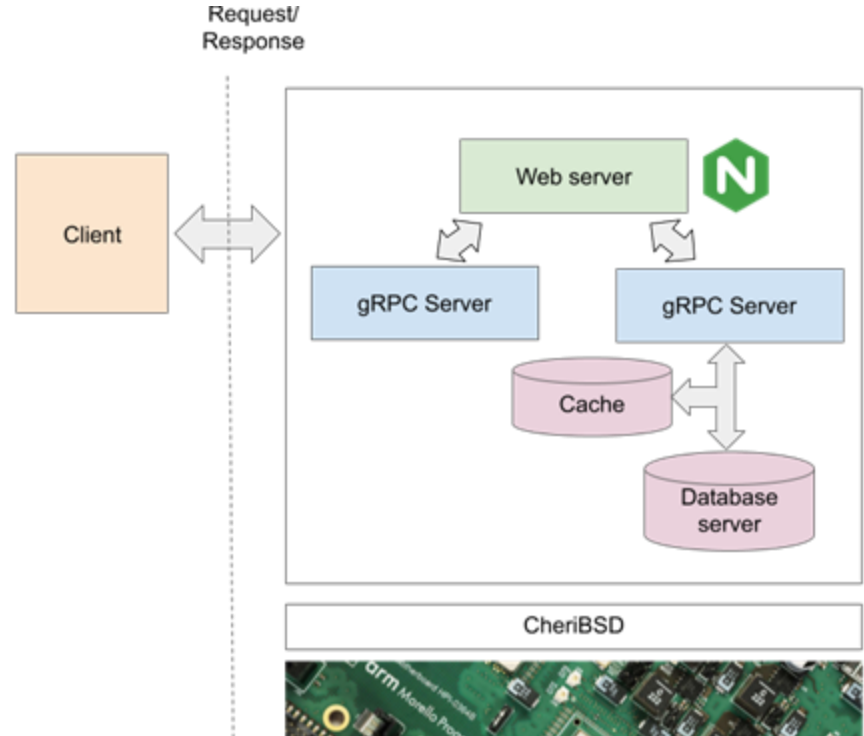 Request/
Response
Web server
N
Client
gRPC Server
gRPC Server
Cache
Database
server
CheriBSD
arm
Morello